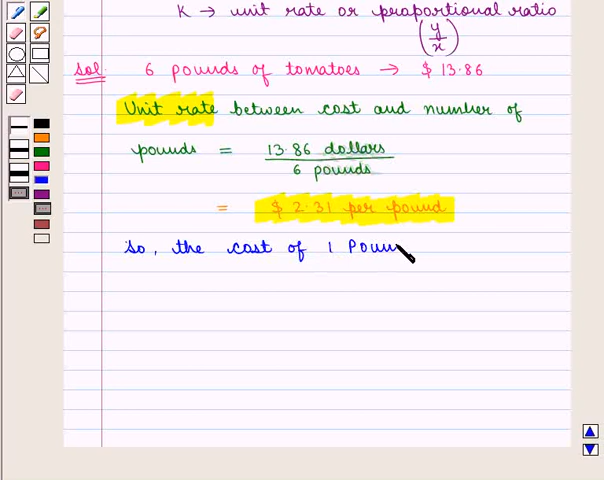 K → unit rate or proportional ratio
(y/x)
Sol: 6 pounds of tomatoes → $ 13.86
Unit rate between cost and number of
pounds = 13.86 dollars / 6 pounds
= $ 2.31 per pound
So, the cost of 1 Poun